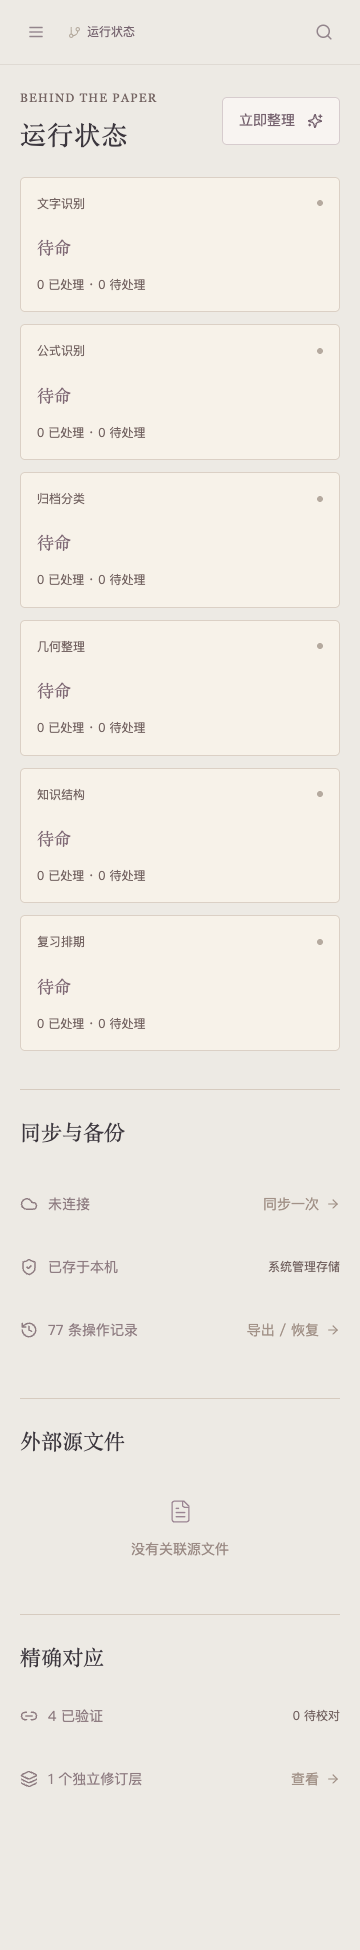 运行状态
BEHIND THE PAPER
运行状态
立即整理
文字识别
待命
0 已处理 · 0 待处理
公式识别
待命
0 已处理 · 0 待处理
归档分类
待命
0 已处理 · 0 待处理
几何整理
待命
0 已处理 · 0 待处理
知识结构
待命
0 已处理 · 0 待处理
复习排期
待命
0 已处理 · 0 待处理
同步与备份
未连接 同步一次 →
已存于本机 系统管理存储
77 条操作记录 导出 / 恢复 →
外部源文件
没有关联源文件
精确对应
4 已验证 0 待校对
1 个独立修订层 查看 →